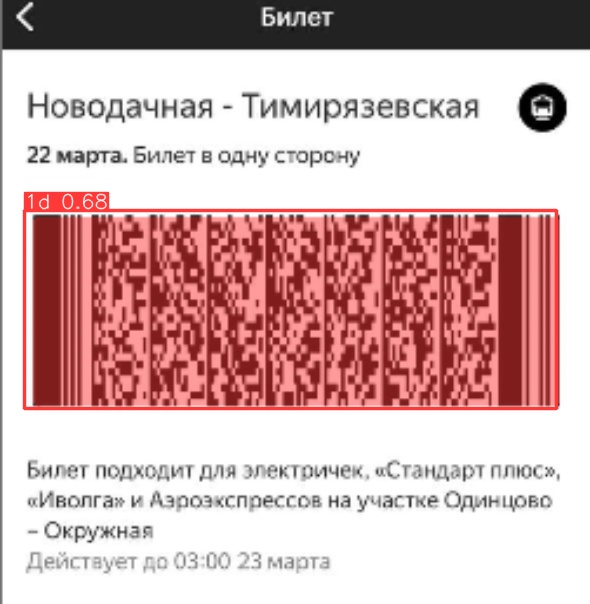 Билет
Новодачная - Тимирязевская
22 марта. Билет в одну сторону
1d 0.68
Билет подходит для электричек, «Стандарт плюс»,
«Иволга» и Аэроэкспрессов на участке Одинцово
– Окружная
Действует до 03:00 23 марта